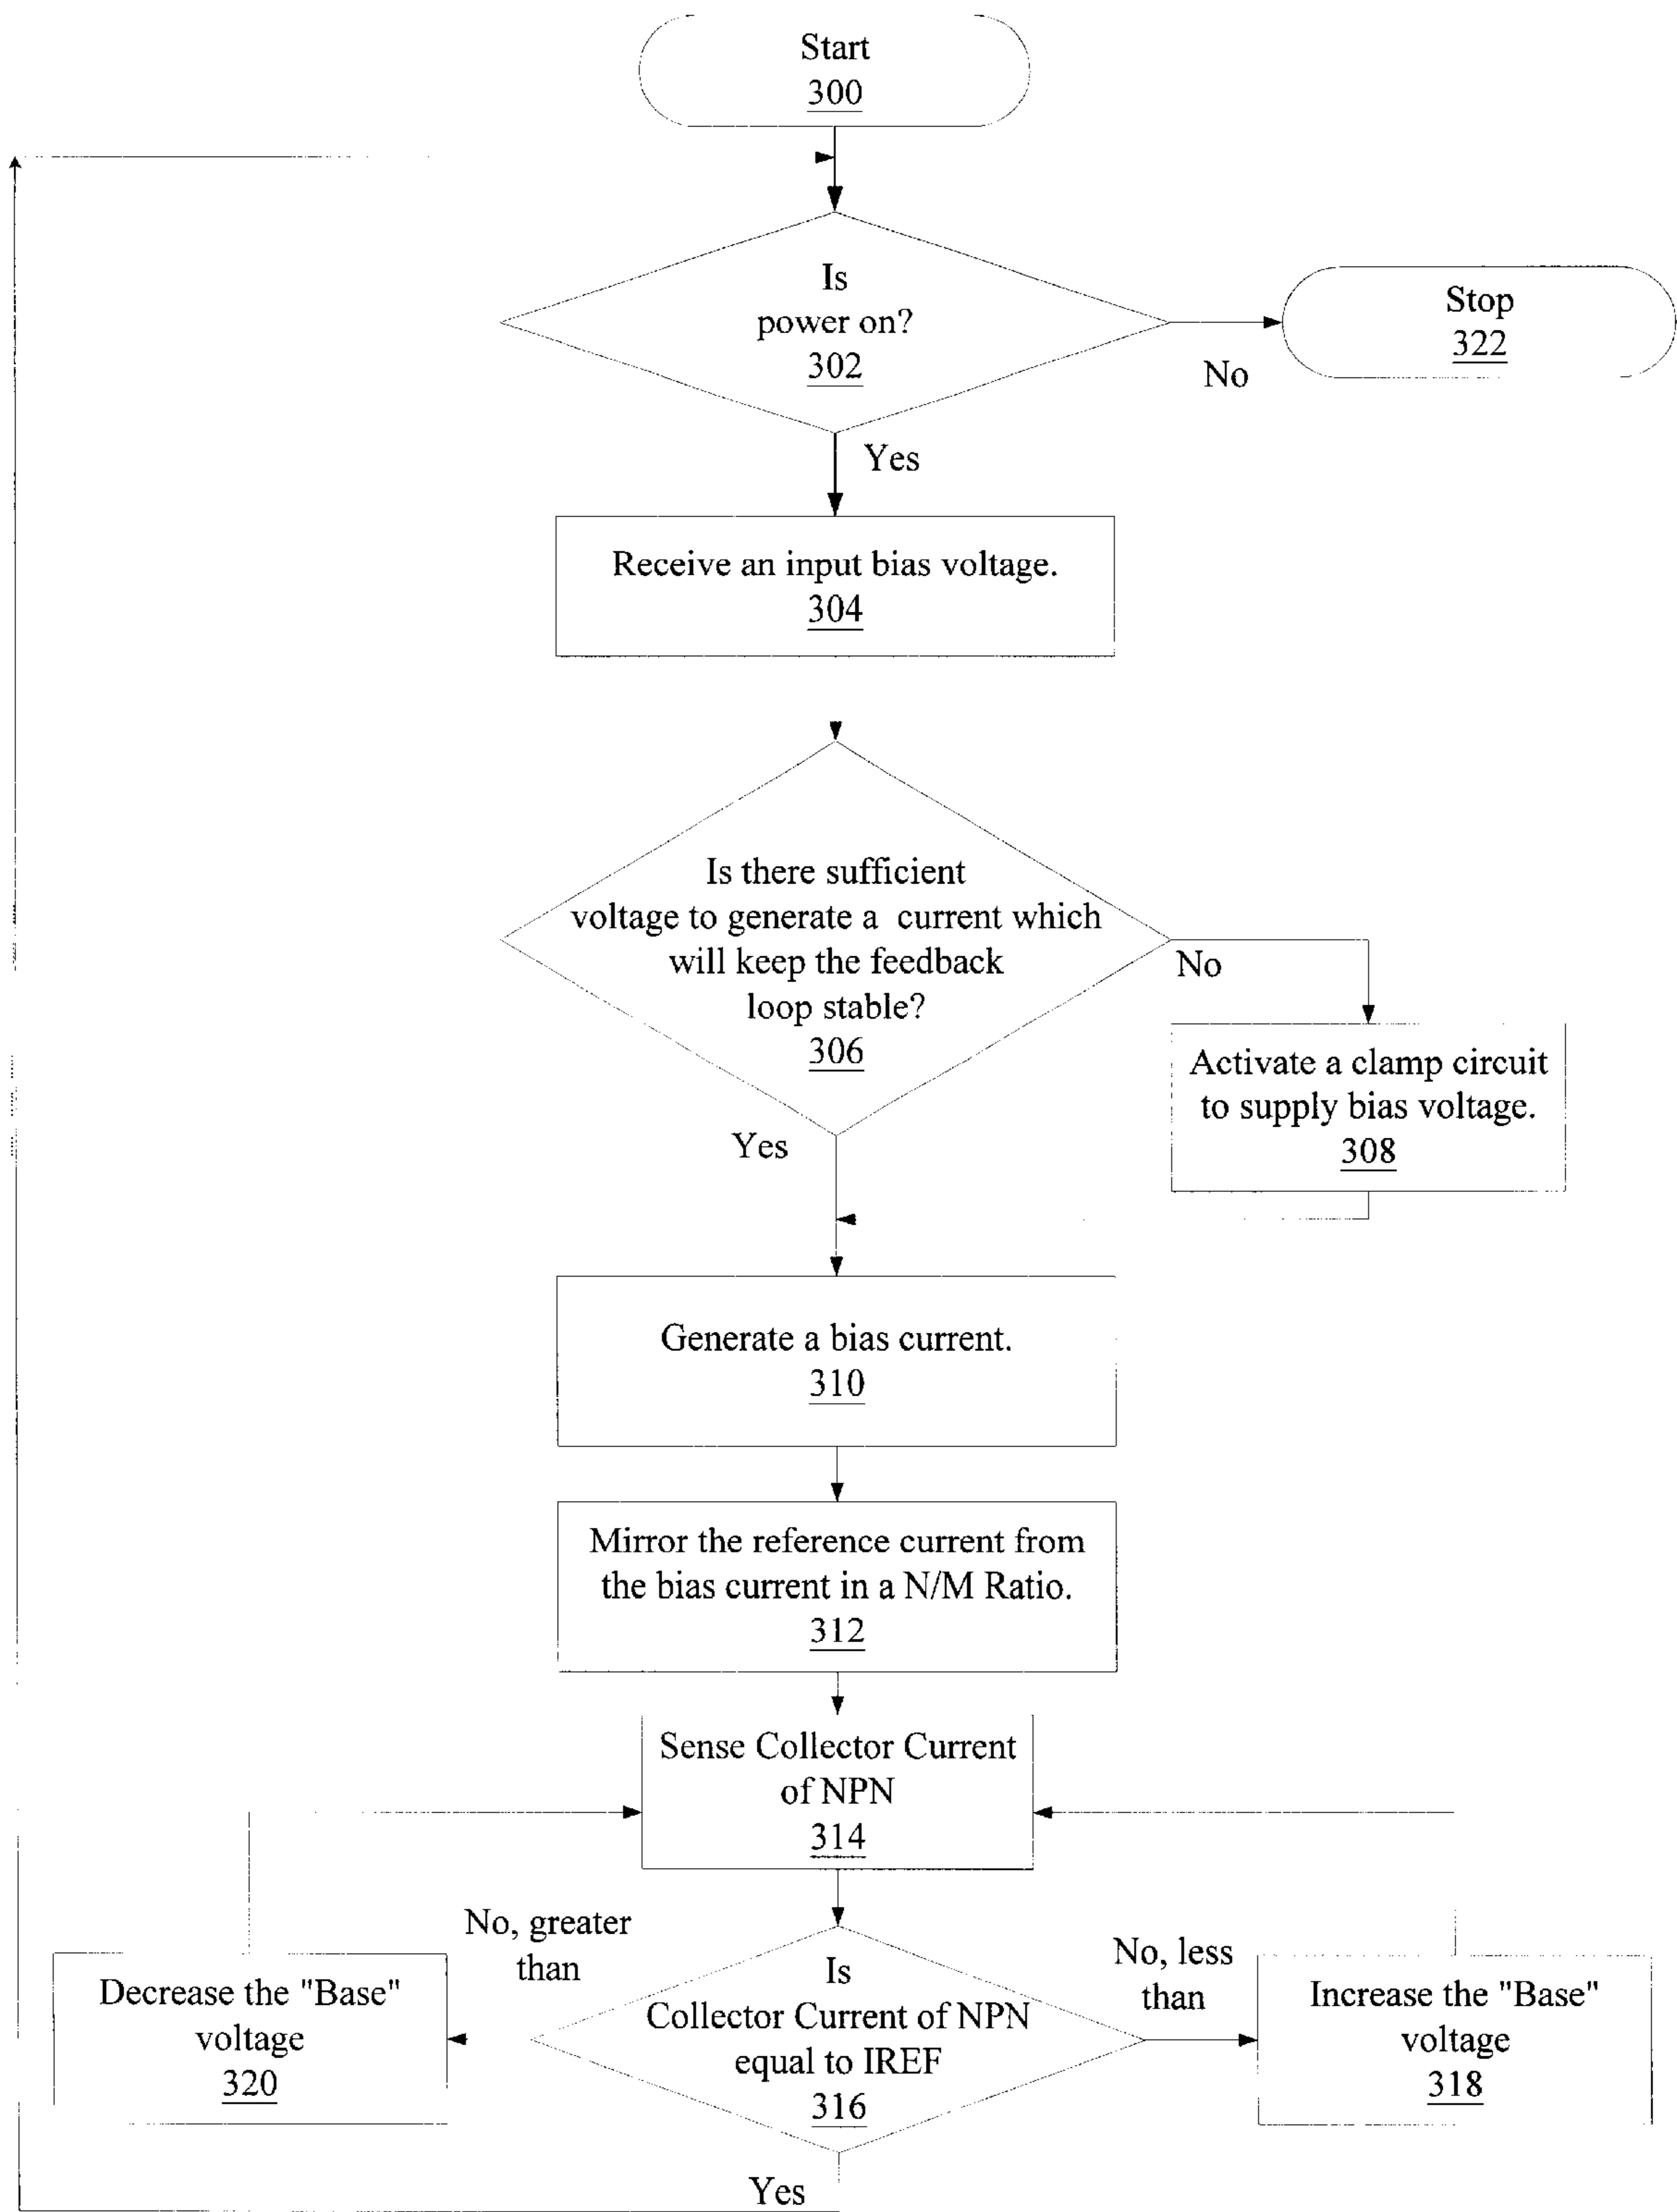 Start
300
Is
power on?
302
No
Stop
322
Yes
Receive an input bias voltage.
304
Is there sufficient
voltage to generate a current which
will keep the feedback
loop stable?
306
No
Activate a clamp circuit
to supply bias voltage.
308
Yes
Generate a bias current.
310
Mirror the reference current from
the bias current in a N/M Ratio.
312
Sense Collector Current
of NPN
314
No, greater
than
Decrease the "Base"
voltage
320
Is
Collector Current of NPN
equal to IREF
316
No, less
than
Increase the "Base"
voltage
318
Yes